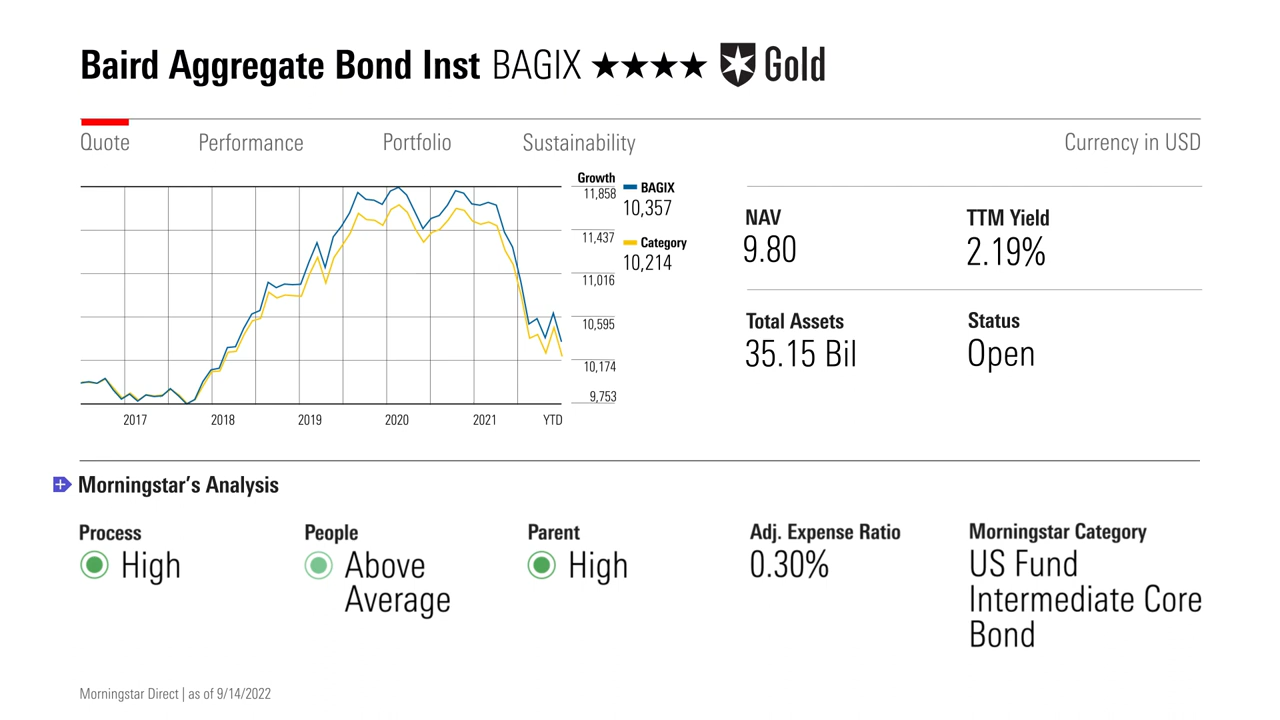 Baird Aggregate Bond Inst BAGIX ★★★★ Gold
Quote Performance Portfolio Sustainability Currency in USD
Growth
11,858
11,437
11,016
10,595
10,174
9,753
BAGIX
10,357
Category
10,214
2017 2018 2019 2020 2021 YTD
NAV
9.80
TTM Yield
2.19%
Total Assets
35.15 Bil
Status
Open
Morningstar's Analysis
Process
High
People
Above
Average
Parent
High
Adj. Expense Ratio
0.30%
Morningstar Category
US Fund
Intermediate Core
Bond
Morningstar Direct | as of 9/14/2022